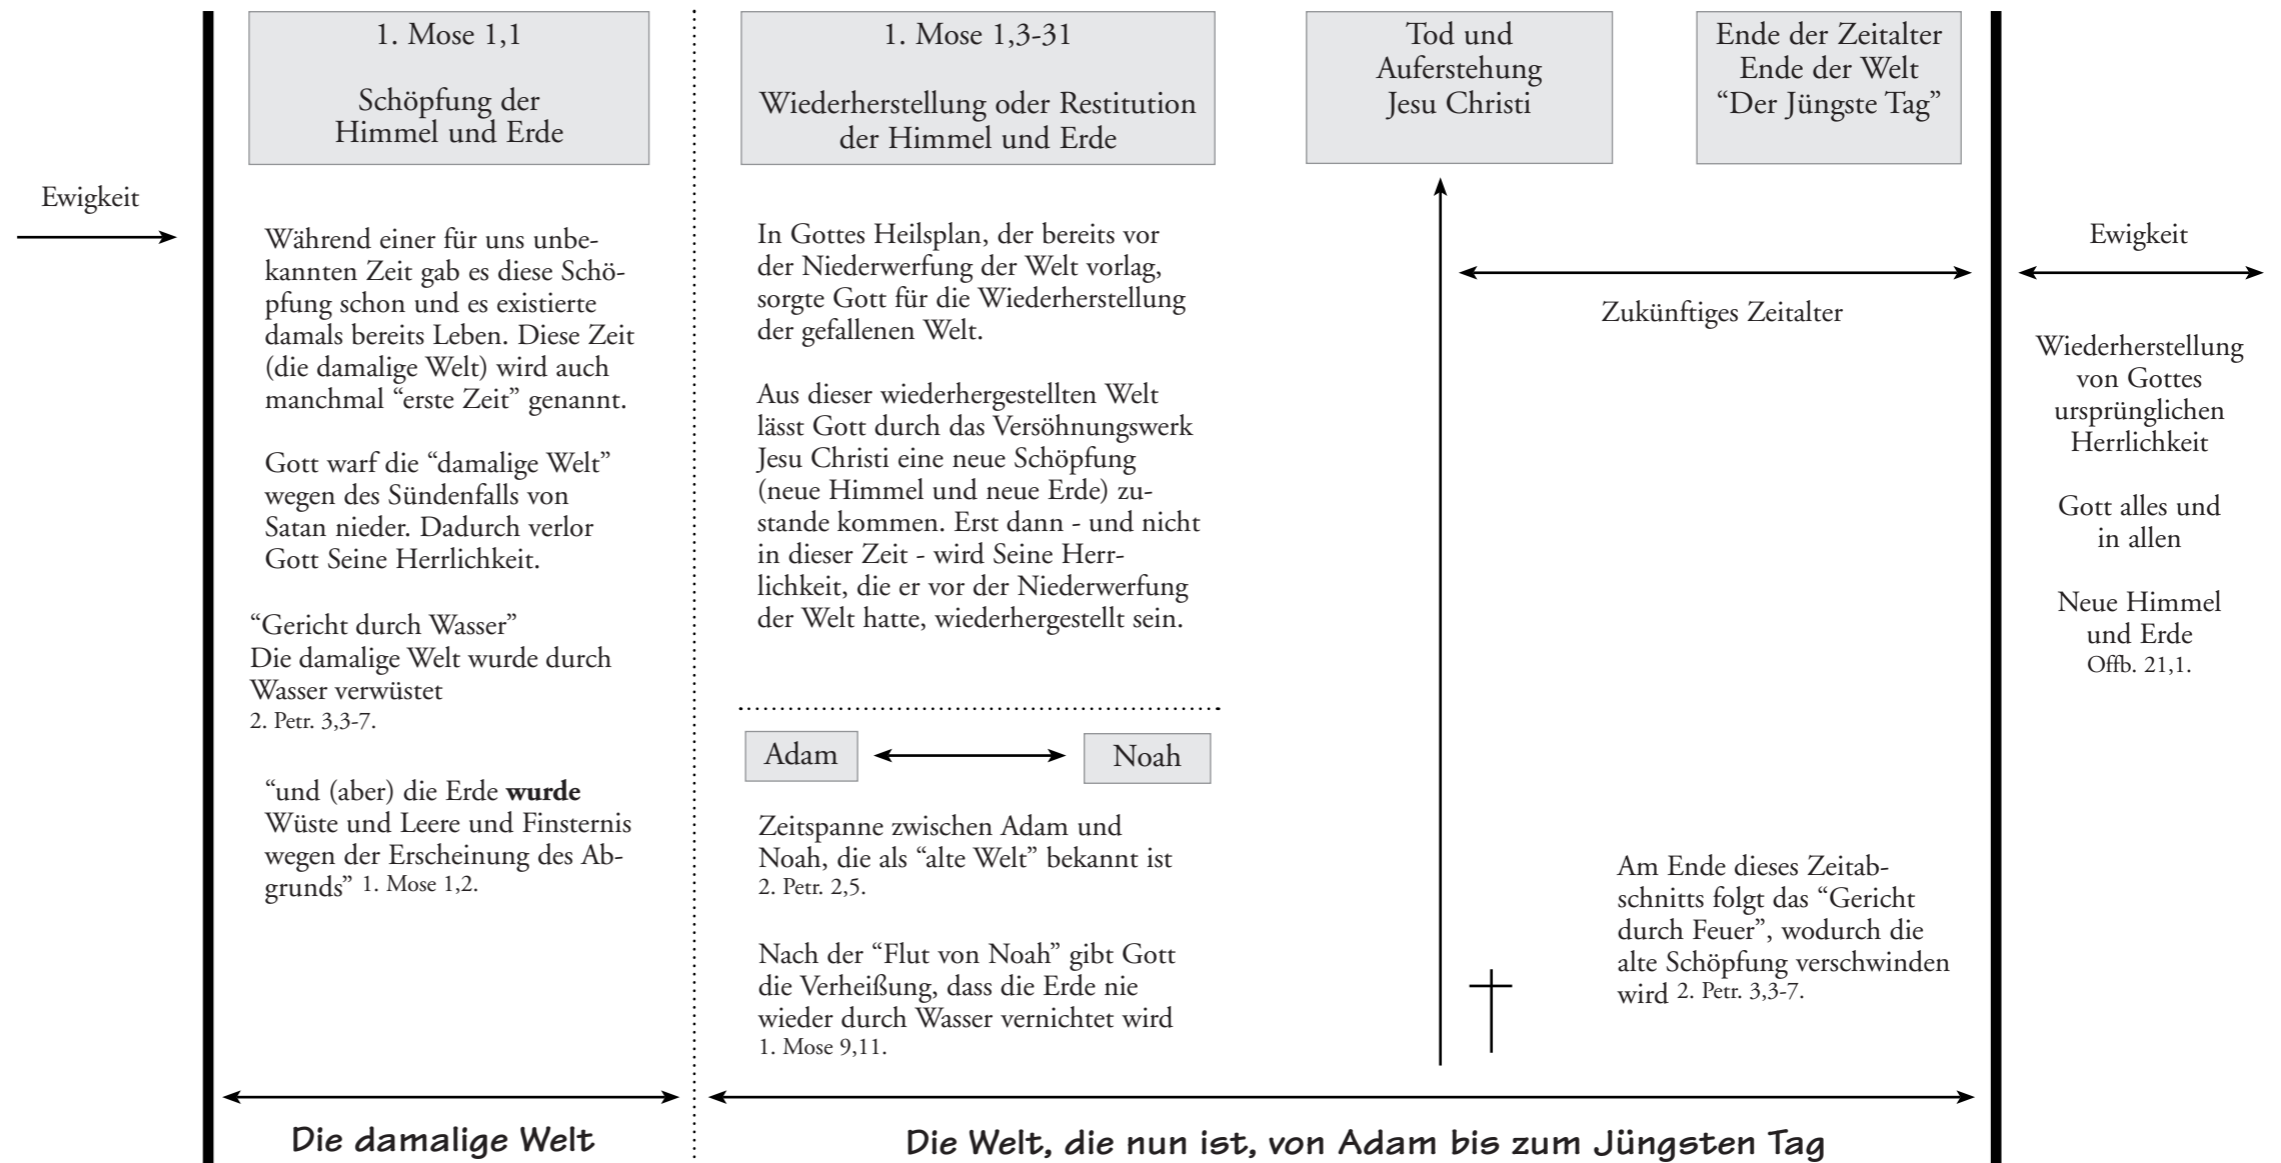 Ewigkeit
1. Mose 1,1
Schöpfung der
Himmel und Erde
Während einer für uns unbe-
kannten Zeit gab es diese Schö-
pfung schon und es existierte
damals bereits Leben. Diese Zeit
(die damalige Welt) wird auch
manchmal “erste Zeit” genannt.
Gott warf die “damalige Welt”
wegen des Sündenfalls von
Satan nieder. Dadurch verlor
Gott Seine Herrlichkeit.
“Gericht durch Wasser”
Die damalige Welt wurde durch
Wasser verwüstet
2. Petr. 3,3-7.
“und (aber) die Erde wurde
Wüste und Leere und Finsternis
wegen der Erscheinung des Ab-
grunds” 1. Mose 1,2.
Die damalige Welt
1. Mose 1,3-31
Wiederherstellung oder Restitution
der Himmel und Erde
In Gottes Heilsplan, der bereits vor
der Niederwerfung der Welt vorlag,
sorgte Gott für die Wiederherstellung
der gefallenen Welt.
Aus dieser wiederhergestellten Welt
lässt Gott durch das Versöhnungswerk
Jesu Christi eine neue Schöpfung
(neue Himmel und neue Erde) zu-
stande kommen. Erst dann - und nicht
in dieser Zeit - wird Seine Herr-
lichkeit, die er vor der Niederwerfung
der Welt hatte, wiederhergestellt sein.
Adam
Noah
Zeitspanne zwischen Adam und
Noah, die als “alte Welt” bekannt ist
2. Petr. 2,5.
Nach der “Flut von Noah” gibt Gott
die Verheißung, dass die Erde nie
wieder durch Wasser vernichtet wird
1. Mose 9,11.
Tod und
Auferstehung
Jesu Christi
Ende der Zeitalter
Ende der Welt
“Der Jüngste Tag”
Zukünftiges Zeitalter
Am Ende dieses Zeitab-
schnitts folgt das “Gericht
durch Feuer”, wodurch die
alte Schöpfung verschwinden
wird 2. Petr. 3,3-7.
Die Welt, die nun ist, von Adam bis zum Jüngsten Tag
Ewigkeit
Wiederherstellung
von Gottes
ursprünglichen
Herrlichkeit
Gott alles und
in allen
Neue Himmel
und Erde
Offb. 21,1.